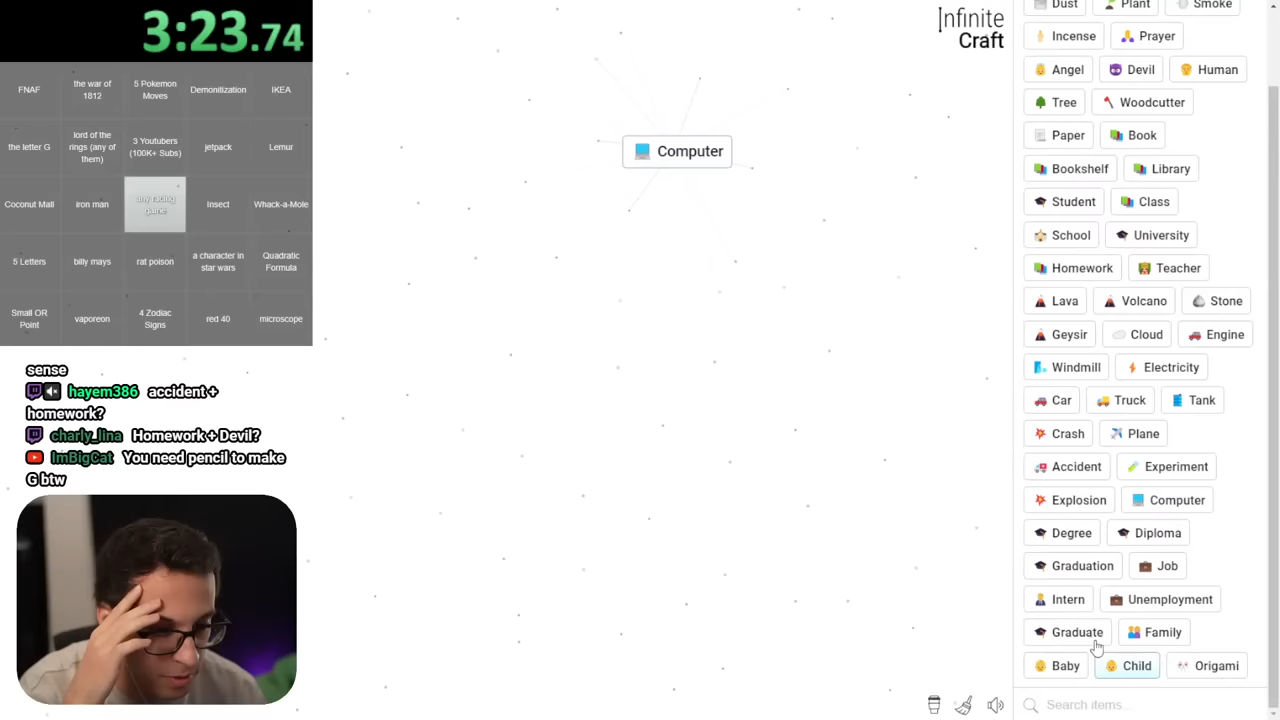 3:23.74
FNAF
the war of
1812
5 Pokemon
Moves
Demonitization
IKEA
the letter G
lord of the
rings (any of
them)
3 Youtubers
(100K+ Subs)
jetpack
Lemur
Coconut Mall
iron man
any racing
game
Insect
Whack-a-Mole
5 Letters
billy mays
rat poison
a character in
star wars
Quadratic
Formula
Small OR
Point
vaporeon
4 Zodiac
Signs
red 40
microscope
sense
hayem386 accident +
homework?
charly_lina Homework + Devil?
ImBigCat You need pencil to make
G btw
Infinite
Craft
Computer
Dust Plant Smoke
Incense Prayer
Angel Devil Human
Tree Woodcutter
Paper Book
Bookshelf Library
Student Class
School University
Homework Teacher
Lava Volcano Stone
Geysir Cloud Engine
Windmill Electricity
Car Truck Tank
Crash Plane
Accident Experiment
Explosion Computer
Degree Diploma
Graduation Job
Intern Unemployment
Graduate Family
Baby Child Origami
Search items...